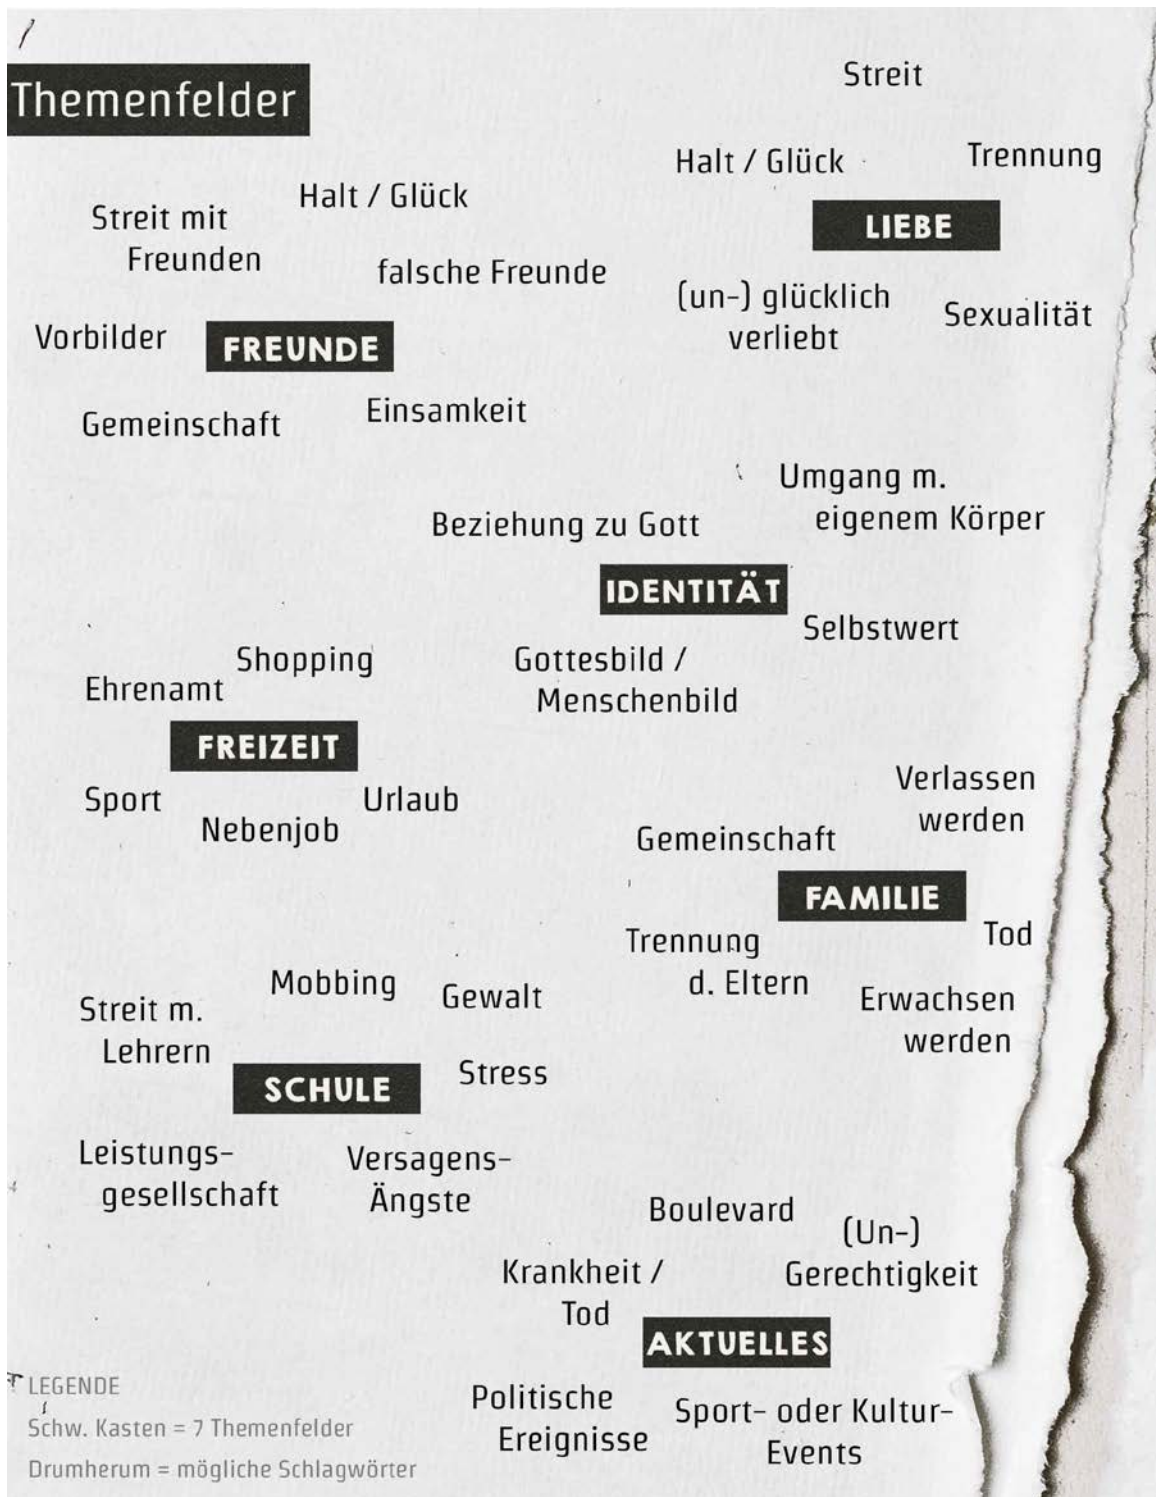 Themenfelder
Streit
Halt / Glück
Trennung
LIEBE
(un-) glücklich
verliebt
Sexualität
Halt / Glück
Streit mit
Freunden
falsche Freunde
Vorbilder
FREUNDE
Gemeinschaft
Einsamkeit
Umgang m.
eigenem Körper
Beziehung zu Gott
IDENTITÄT
Selbstwert
Gottesbild /
Menschenbild
Shopping
Ehrenamt
FREIZEIT
Sport
Urlaub
Nebenjob
Verlassen
werden
Gemeinschaft
FAMILIE
Tod
Trennung
d. Eltern
Erwachsen
werden
Mobbing
Gewalt
Streit m.
Lehrern
Stress
SCHULE
Leistungs-
gesellschaft
Versagens-
Ängste
Boulevard
(Un-)
Gerechtigkeit
Krankheit /
Tod
AKTUELLES
Politische
Ereignisse
Sport- oder Kultur-
Events
LEGENDE
Schw. Kasten = 7 Themenfelder
Drumherum = mögliche Schlagwörter